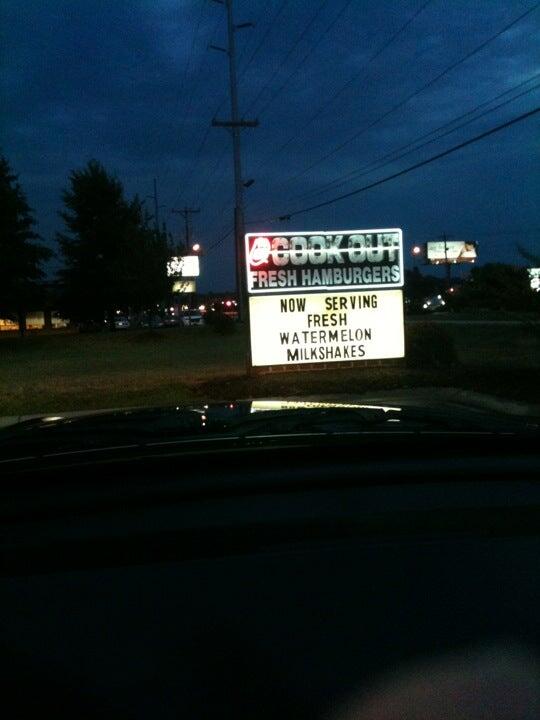 COOK OUT
FRESH HAMBURGERS
NOW SERVING
FRESH
WATERMELON
MILKSHAKES